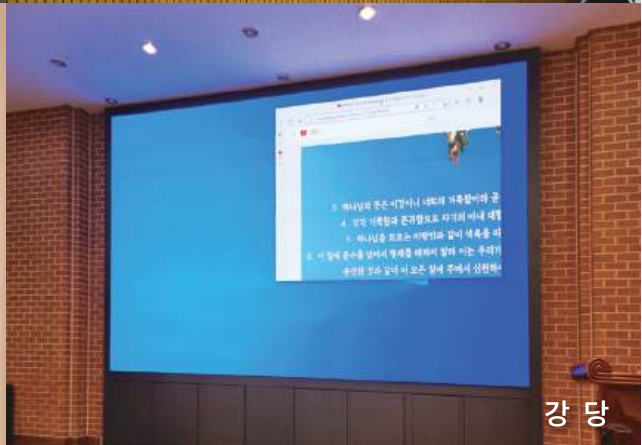 3 하나님의 뜻은 이것이니 너희의 거룩함이라 곧
4 각각 거룩함과 존귀함으로 자기의 아내 대할
5 하나님을 모르는 이방인과 같이 색욕을 따
6 이 일에 분수를 넘어서 형제를 해하지 말라 이는 우리가
증언한 것과 같이 이 모든 일에 주께서 신원하
강 당